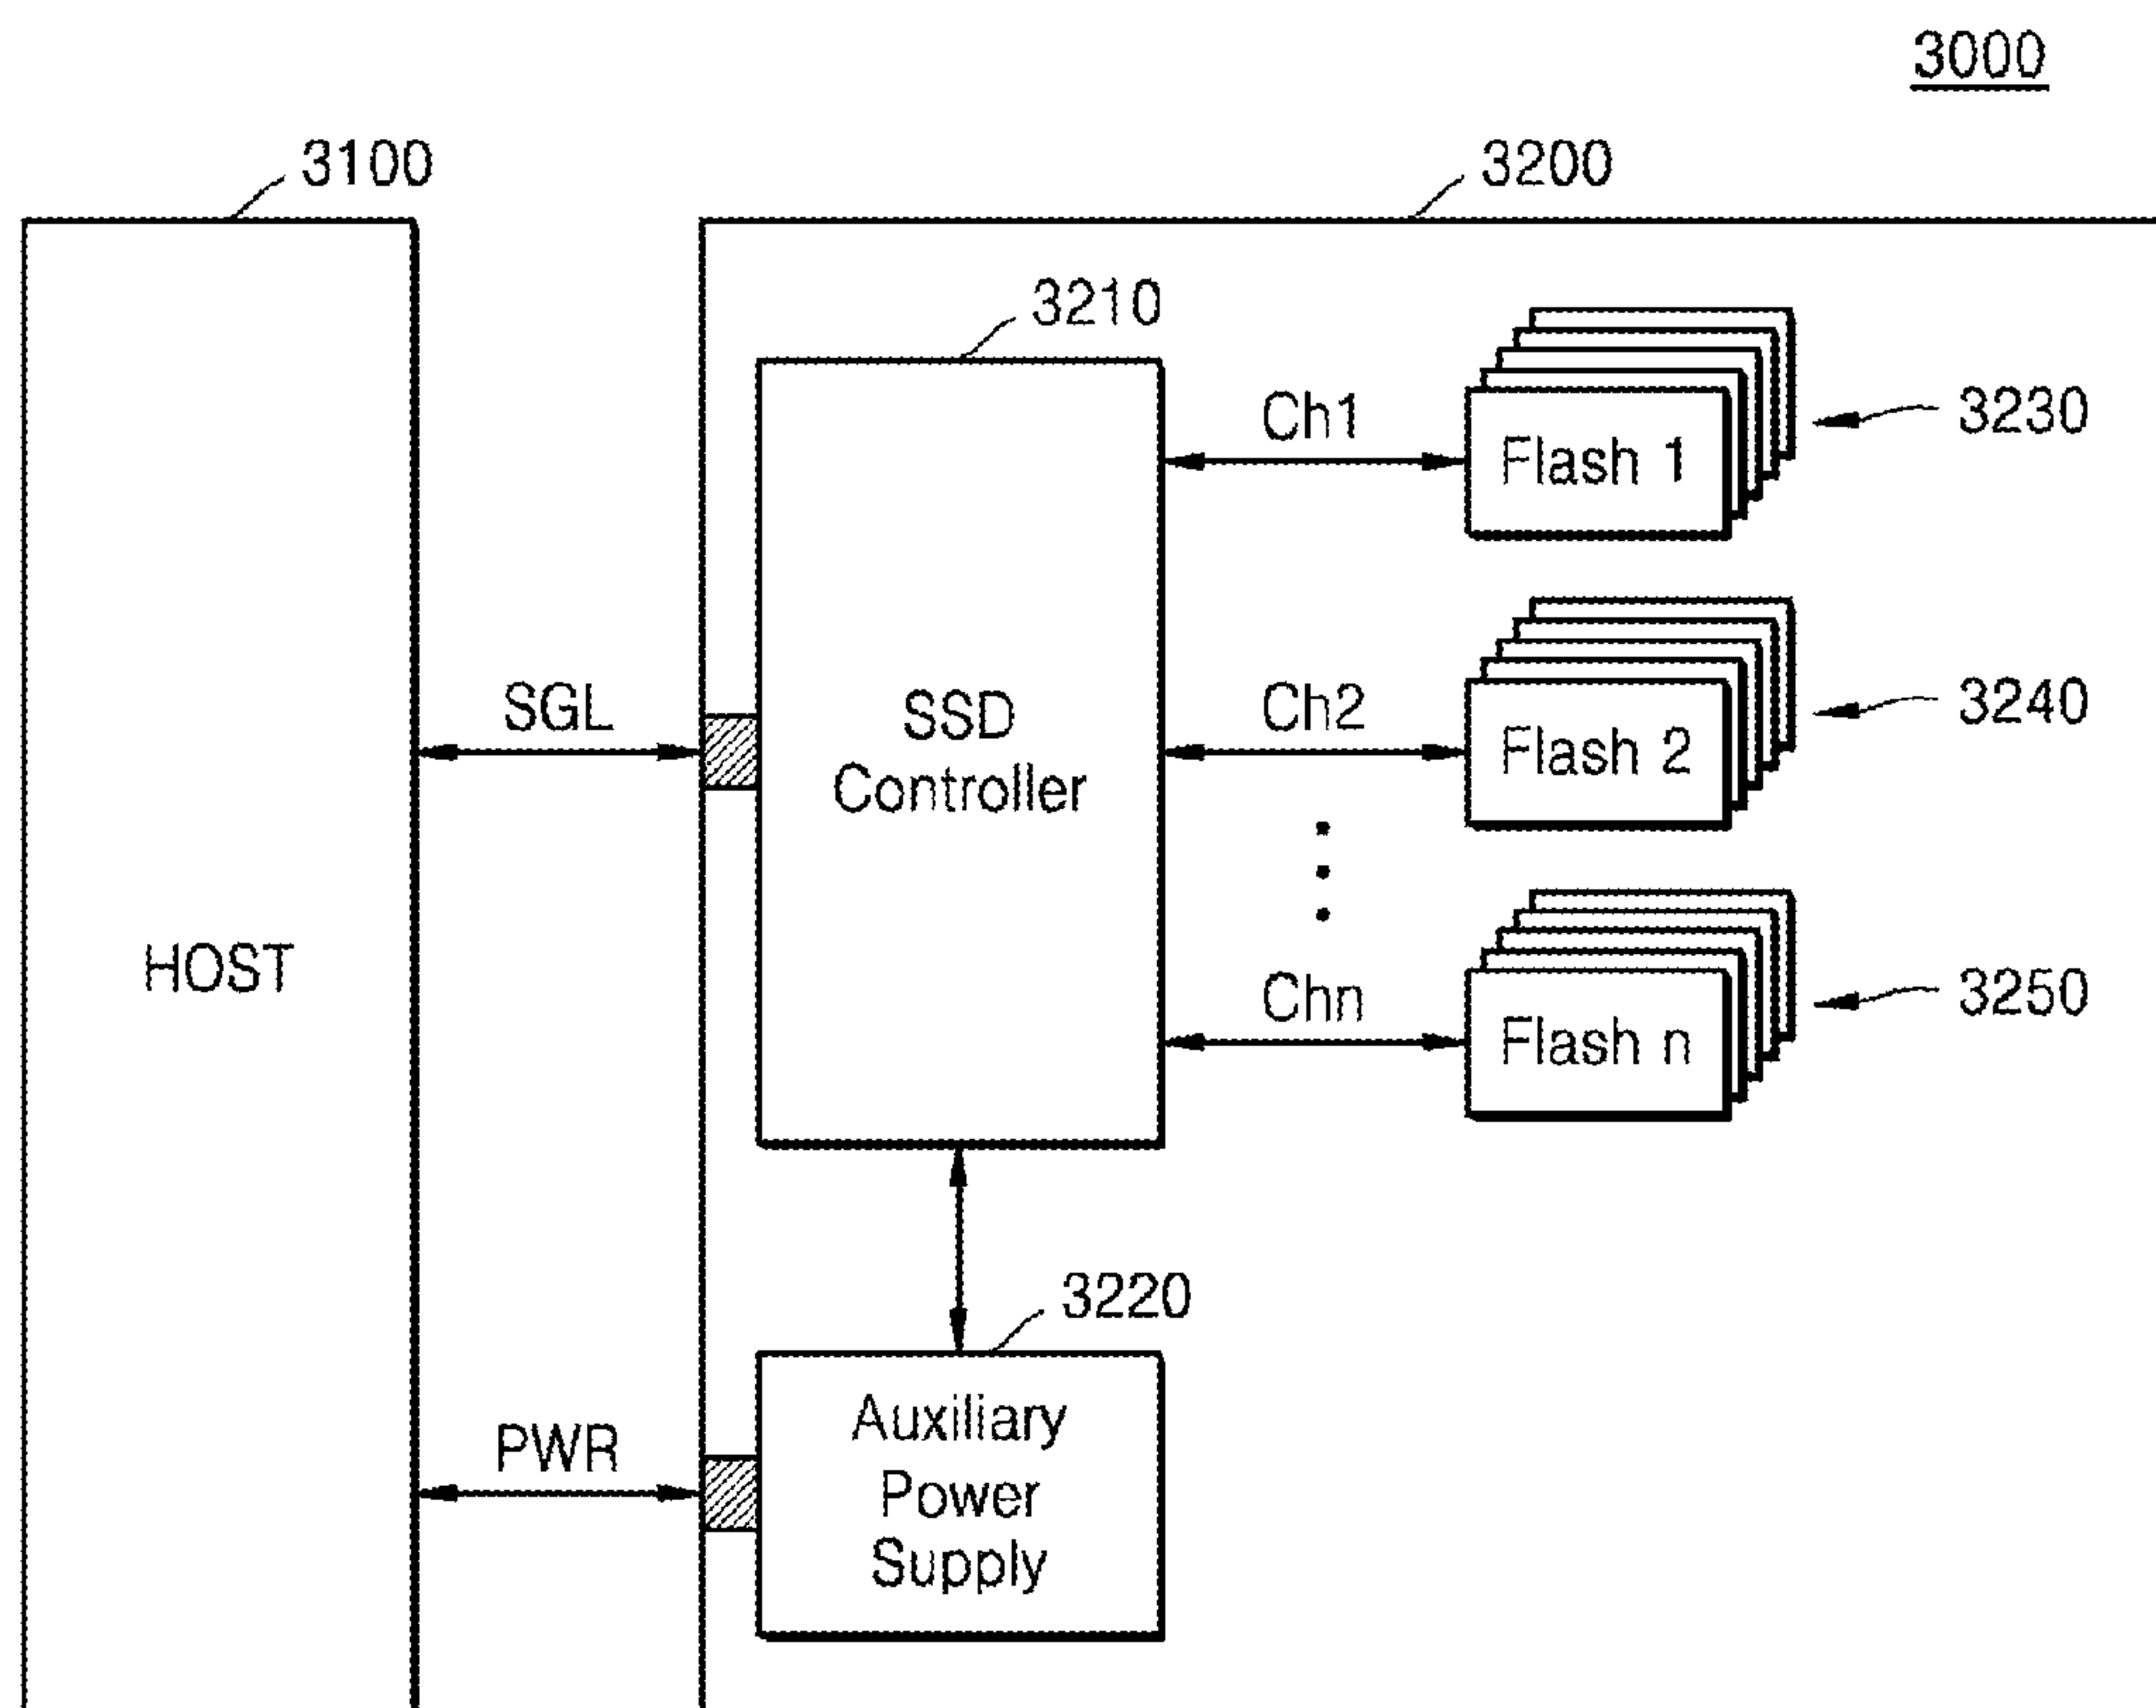 3000
3100
3200
3210
Ch1
Flash 1
3230
SGL
SSD
Controller
Ch2
Flash 2
3240
HOST
Chn
Flash n
3250
3220
PWR
Auxiliary
Power
Supply